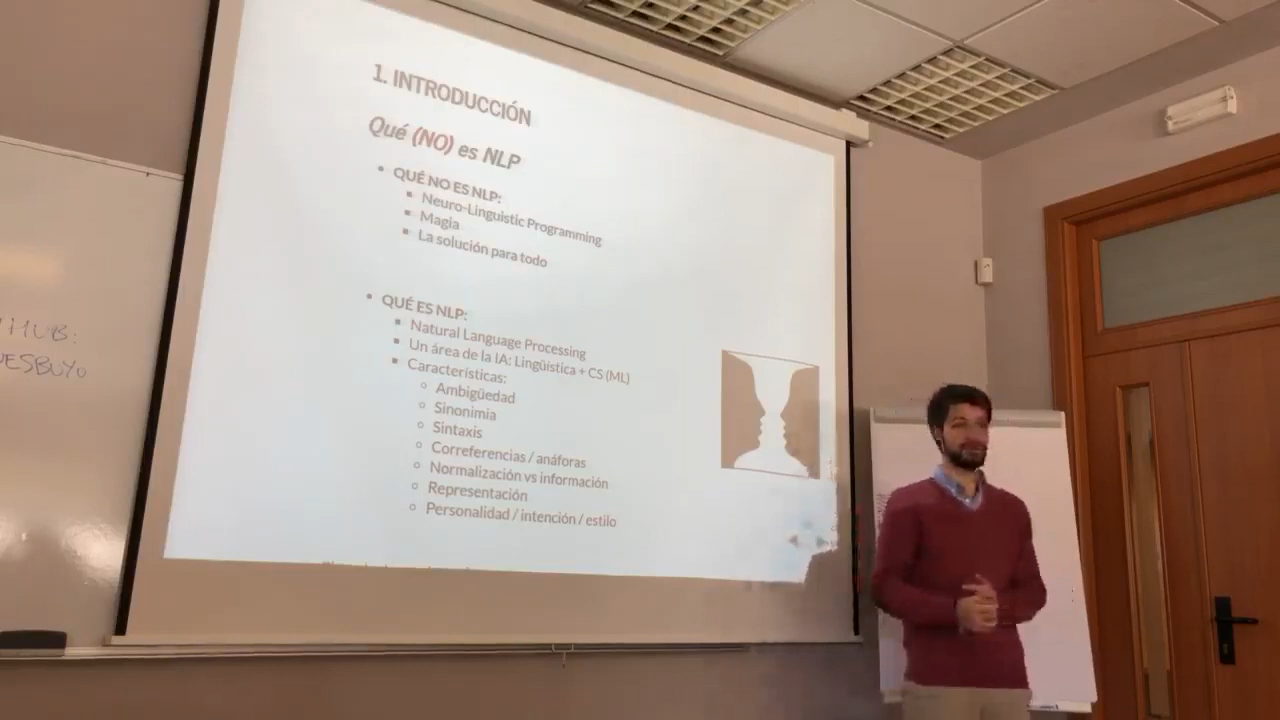 1. INTRODUCCIÓN
Qué (NO) es NLP
• QUÉ NO ES NLP:
▪ Neuro-Linguistic Programming
▪ Magia
▪ La solución para todo
• QUÉ ES NLP:
▪ Natural Language Processing
▪ Un área de la IA: Lingüística + CS (ML)
▪ Características:
○ Ambigüedad
○ Sinonimia
○ Sintaxis
○ Correferencias / anáforas
○ Normalización vs información
○ Representación
○ Personalidad / intención / estilo
HUB:
ESBUYO